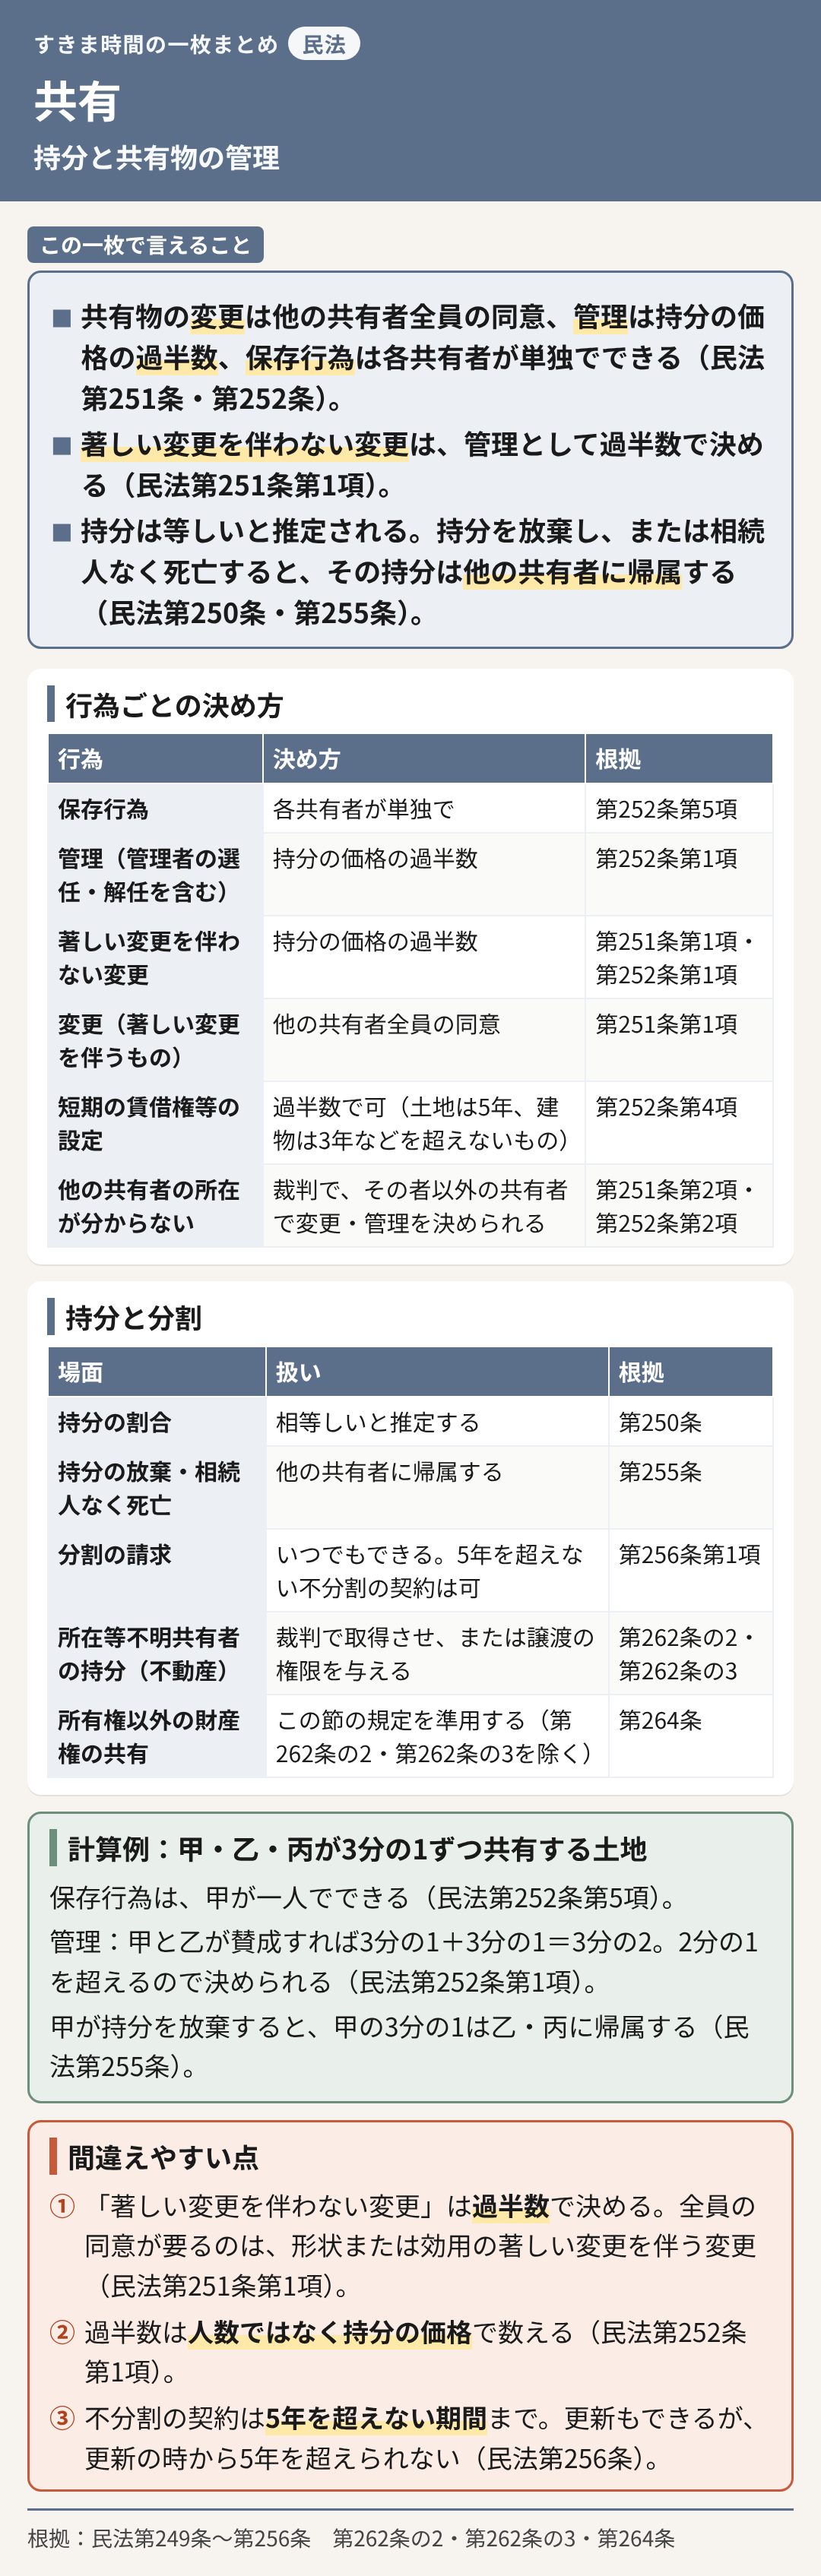 すきま時間の一枚まとめ 民法
共有
持分と共有物の管理
この一枚で言えること
■ 共有物の変更は他の共有者全員の同意、管理は持分の価
格の過半数、保存行為は各共有者が単独でできる（民法
第251条・第252条）。
■ 著しい変更を伴わない変更は、管理として過半数で決め
る（民法第251条第1項）。
■ 持分は等しいと推定される。持分を放棄し、または相続
人なく死亡すると、その持分は他の共有者に帰属する
（民法第250条・第255条）。
行為ごとの決め方
行為 決め方 根拠
保存行為 各共有者が単独で 第252条第5項
管理（管理者の選 持分の価格の過半数 第252条第1項
任・解任を含む）
著しい変更を伴わ 持分の価格の過半数 第251条第1項・
ない変更 第252条第1項
変更（著しい変更 他の共有者全員の同意 第251条第1項
を伴うもの）
短期の賃借権等の 過半数で可（土地は5年、建 第252条第4項
設定 物は3年などを超えないもの）
他の共有者の所在 裁判で、その者以外の共有者 第251条第2項・
が分からない で変更・管理を決められる 第252条第2項
持分と分割
場面 扱い 根拠
持分の割合 相等しいと推定する 第250条
持分の放棄・相続 他の共有者に帰属する 第255条
人なく死亡
分割の請求 いつでもできる。5年を超えな 第256条第1項
い不分割の契約は可
所在等不明共有者 裁判で取得させ、または譲渡の 第262条の2・
の持分（不動産） 権限を与える 第262条の3
所有権以外の財産 この節の規定を準用する（第 第264条
権の共有 262条の2・第262条の3を除く）
計算例：甲・乙・丙が3分の1ずつ共有する土地
保存行為は、甲が一人でできる（民法第252条第5項）。
管理：甲と乙が賛成すれば3分の1＋3分の1＝3分の2。2分の1
を超えるので決められる（民法第252条第1項）。
甲が持分を放棄すると、甲の3分の1は乙・丙に帰属する（民
法第255条）。
間違えやすい点
① 「著しい変更を伴わない変更」は過半数で決める。全員の
同意が要るのは、形状または効用の著しい変更を伴う変更
（民法第251条第1項）。
② 過半数は人数ではなく持分の価格で数える（民法第252条
第1項）。
③ 不分割の契約は5年を超えない期間まで。更新もできるが、
更新の時から5年を超えられない（民法第256条）。
根拠：民法第249条〜第256条　第262条の2・第262条の3・第264条